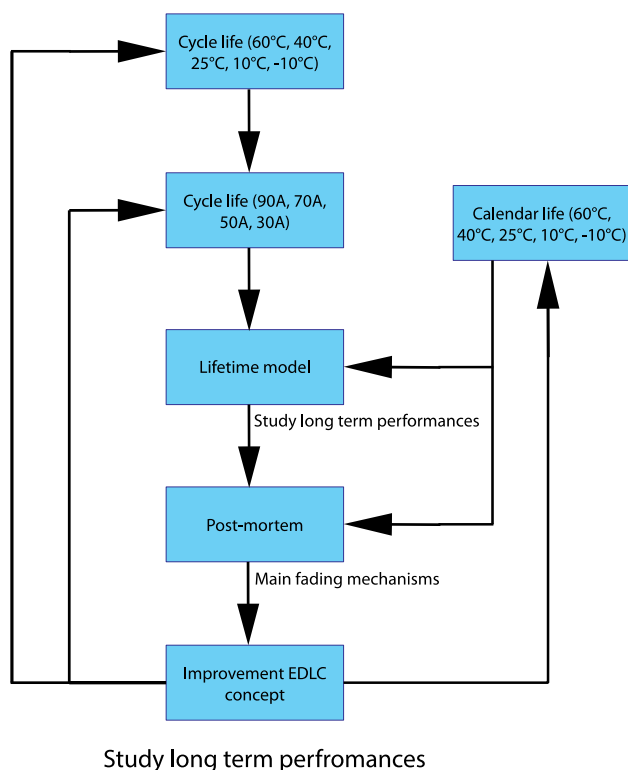 Cycle life (60°C, 40°C,
25°C, 10°C, -10°C)
Cycle life (90A, 70A,
50A, 30A)
Calendar life (60°C,
40°C, 25°C, 10°C, -10°C)
Lifetime model
Study long term performances
Post-mortem
Main fading mechanisms
Improvement EDLC
concept
Study long term perfromances